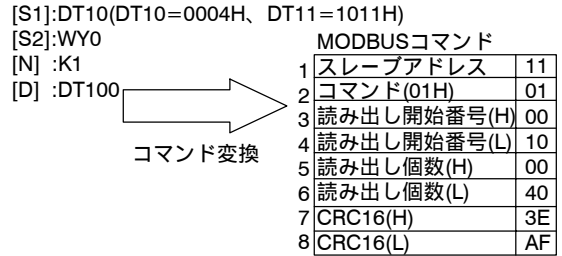 [S1]:DT10(DT10=0004H、DT11=1011H)
[S2]:WY0
[N] :K1
[D] :DT100
コマンド変換
MODBUSコマンド
1 スレーブアドレス 11
2 コマンド(01H) 01
3 読み出し開始番号(H) 00
4 読み出し開始番号(L) 10
5 読み出し個数(H) 00
6 読み出し個数(L) 40
7 CRC16(H) 3E
8 CRC16(L) AF